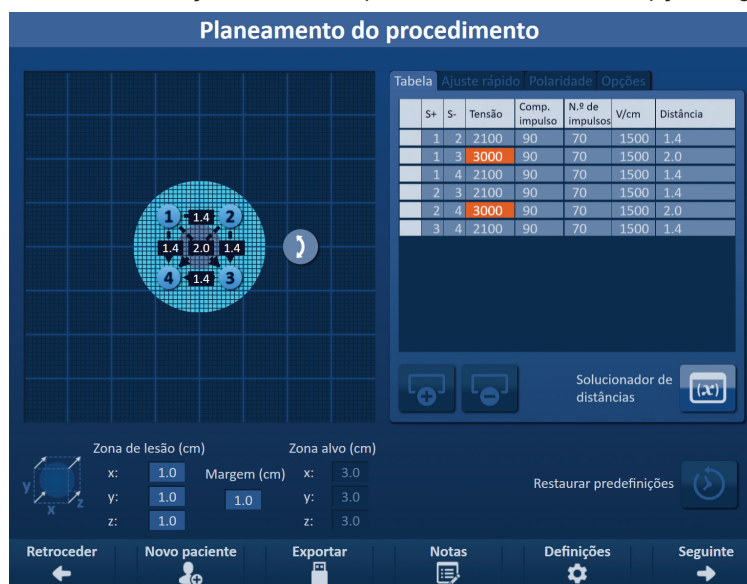 Planeamento do procedimento
Tabela Ajuste rápido Polaridade Opções
S+ S- Tensão Comp. impulso N.º de impulsos V/cm Distância
1 2 2100 90 70 1500 1.4
1 3 3000 90 70 1500 2.0
1 4 2100 90 70 1500 1.4
2 3 2100 90 70 1500 1.4
2 4 3000 90 70 1500 2.0
3 4 2100 90 70 1500 1.4
1 1.4 2
1.4 2.0 1.4
4 1.4 3
Solucionador de
distâncias
(x)
Zona de lesão (cm) Zona alvo (cm)
x: 1.0 Margem (cm) x: 3.0
y: 1.0 1.0 y: 3.0
z: 1.0 z: 3.0
y x z
Restaurar predefinições
Retroceder Novo paciente Exportar Notas Definições Seguinte